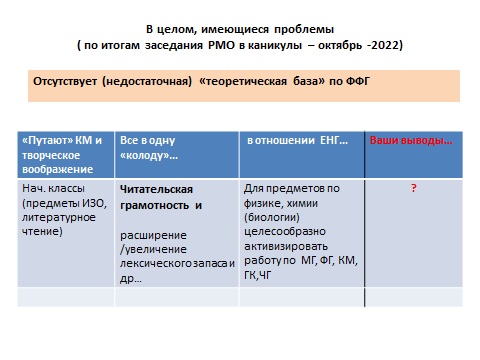 В целом, имеющиеся проблемы
( по итогам заседания РМО в каникулы – октябрь -2022)
Отсутствует (недостаточная) «теоретическая база» по ФФГ
«Путают» КМ и
творческое
воображение
Все в одну
«колоду»…
в отношении ЕНГ…
Ваши выводы…
Нач. классы
(предметы ИЗО,
литературное
чтение)
Читательская
грамотность и
расширение
/увеличение
лексического запаса и
др…
Для предметов по
физике, химии
(биологии)
целесообразно
активизировать
работу по МГ, ФГ, КМ,
ГК,ЧГ
?